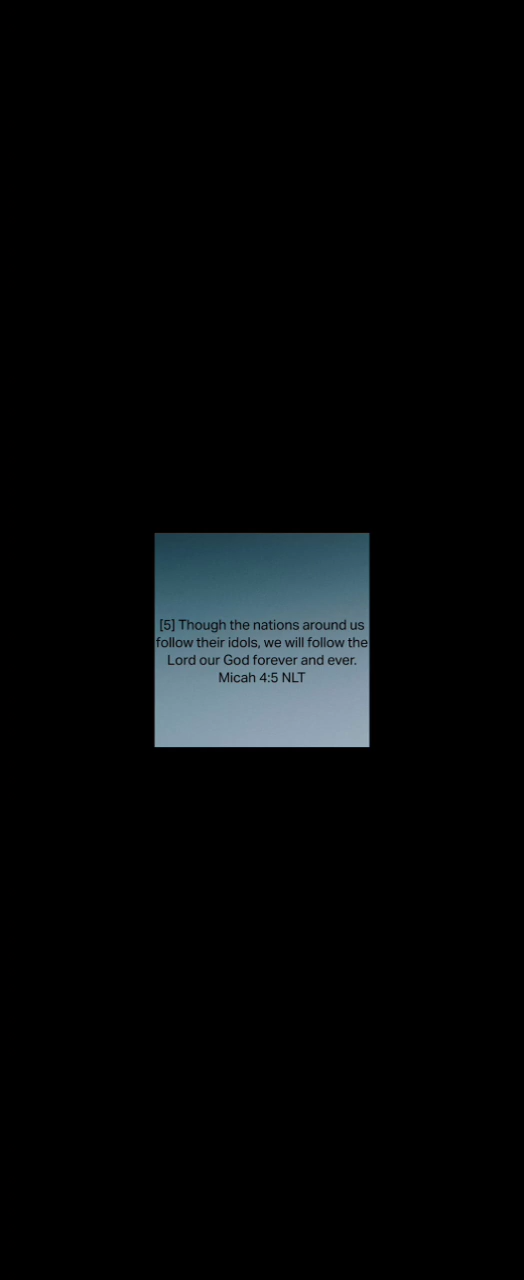 [5] Though the nations around us
follow their idols, we will follow the
Lord our God forever and ever.
Micah 4:5 NLT